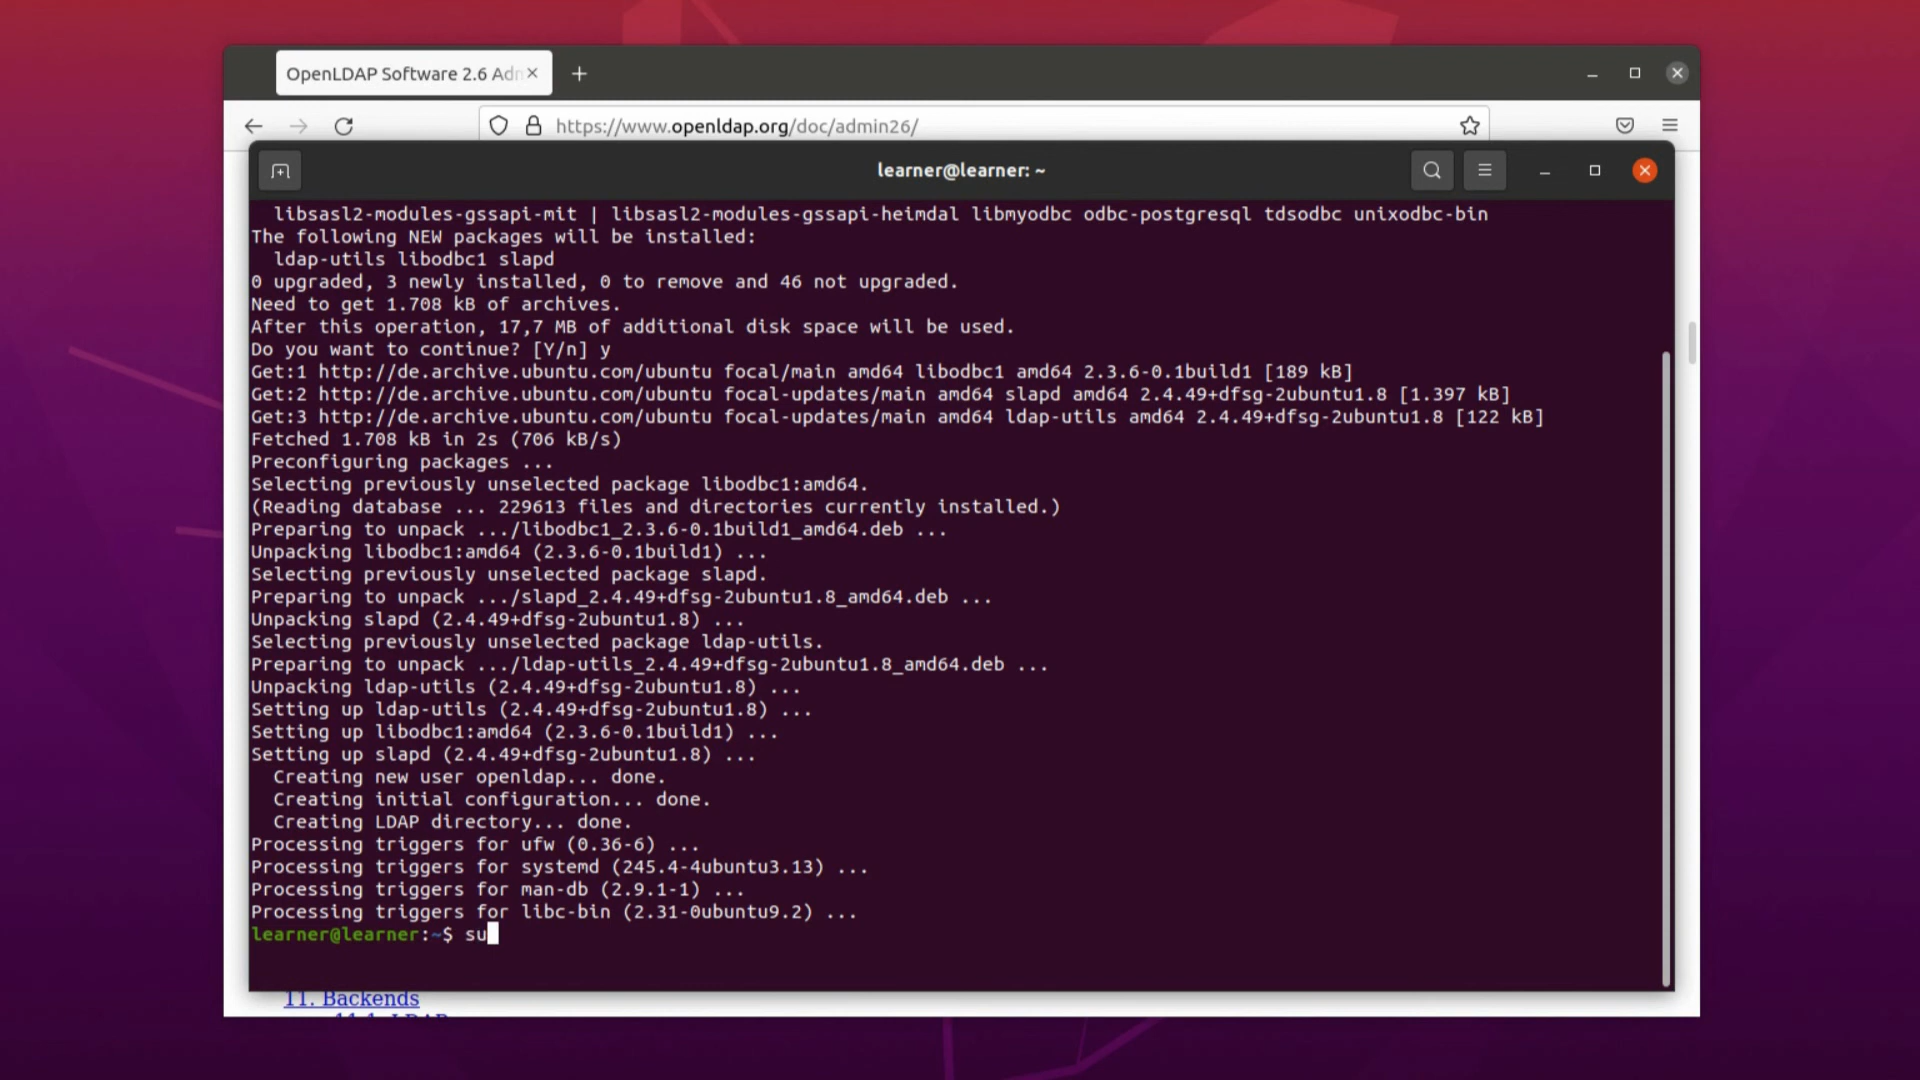 OpenLDAP Software 2.6 Adm
https://www.openldap.org/doc/admin26/
learner@learner: ~
libsasl2-modules-gssapi-mit | libsasl2-modules-gssapi-heimdal libmyodbc odbc-postgresql tdsodbc unixodbc-bin
The following NEW packages will be installed:
ldap-utils libodbc1 slapd
0 upgraded, 3 newly installed, 0 to remove and 46 not upgraded.
Need to get 1.708 kB of archives.
After this operation, 17,7 MB of additional disk space will be used.
Do you want to continue? [Y/n] y
Get:1 http://de.archive.ubuntu.com/ubuntu focal/main amd64 libodbc1 amd64 2.3.6-0.1build1 [189 kB]
Get:2 http://de.archive.ubuntu.com/ubuntu focal-updates/main amd64 slapd amd64 2.4.49+dfsg-2ubuntu1.8 [1.397 kB]
Get:3 http://de.archive.ubuntu.com/ubuntu focal-updates/main amd64 ldap-utils amd64 2.4.49+dfsg-2ubuntu1.8 [122 kB]
Fetched 1.708 kB in 2s (706 kB/s)
Preconfiguring packages ...
Selecting previously unselected package libodbc1:amd64.
(Reading database ... 229613 files and directories currently installed.)
Preparing to unpack .../libodbc1_2.3.6-0.1build1_amd64.deb ...
Unpacking libodbc1:amd64 (2.3.6-0.1build1) ...
Selecting previously unselected package slapd.
Preparing to unpack .../slapd_2.4.49+dfsg-2ubuntu1.8_amd64.deb ...
Unpacking slapd (2.4.49+dfsg-2ubuntu1.8) ...
Selecting previously unselected package ldap-utils.
Preparing to unpack .../ldap-utils_2.4.49+dfsg-2ubuntu1.8_amd64.deb ...
Unpacking ldap-utils (2.4.49+dfsg-2ubuntu1.8) ...
Setting up ldap-utils (2.4.49+dfsg-2ubuntu1.8) ...
Setting up libodbc1:amd64 (2.3.6-0.1build1) ...
Setting up slapd (2.4.49+dfsg-2ubuntu1.8) ...
Creating new user openldap... done.
Creating initial configuration... done.
Creating LDAP directory... done.
Processing triggers for ufw (0.36-6) ...
Processing triggers for systemd (245.4-4ubuntu3.13) ...
Processing triggers for man-db (2.9.1-1) ...
Processing triggers for libc-bin (2.31-0ubuntu9.2) ...
learner@learner:~$ su
11. Backends
11.1. LDAP